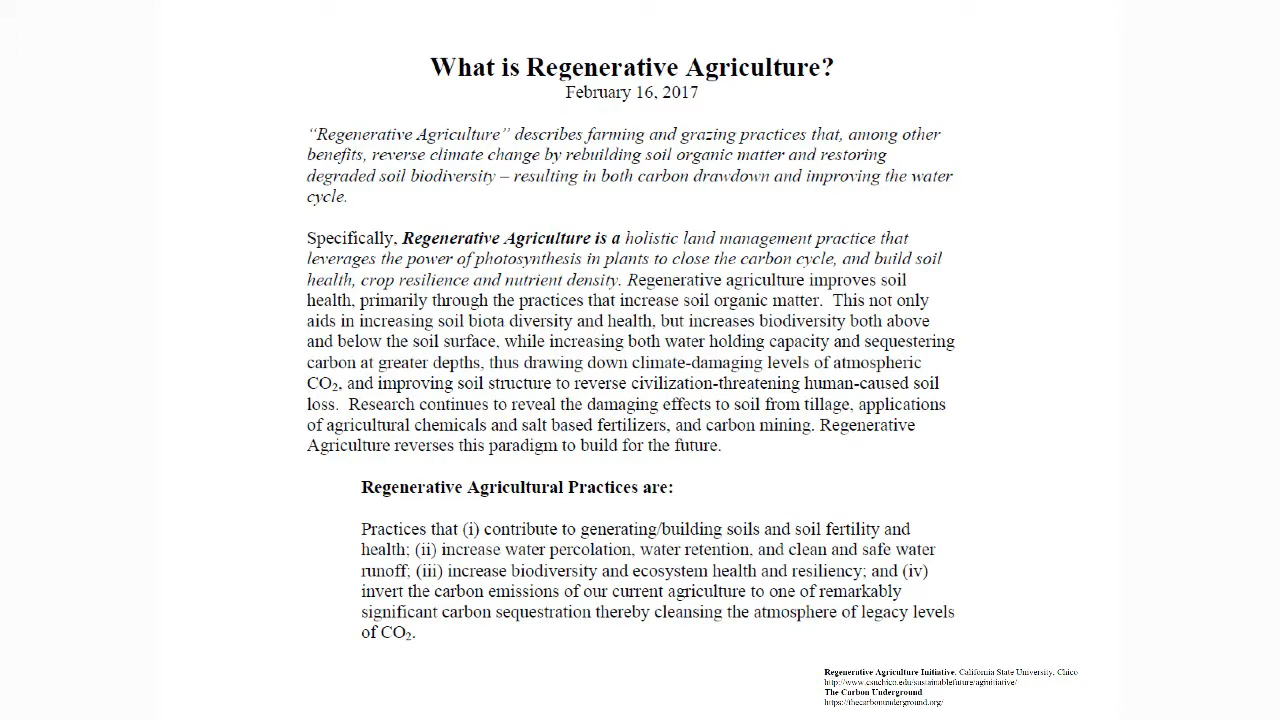 What is Regenerative Agriculture?
February 16, 2017
“Regenerative Agriculture” describes farming and grazing practices that, among other
benefits, reverse climate change by rebuilding soil organic matter and restoring
degraded soil biodiversity – resulting in both carbon drawdown and improving the water
cycle.
Specifically, Regenerative Agriculture is a holistic land management practice that
leverages the power of photosynthesis in plants to close the carbon cycle, and build soil
health, crop resilience and nutrient density. Regenerative agriculture improves soil
health, primarily through the practices that increase soil organic matter.  This not only
aids in increasing soil biota diversity and health, but increases biodiversity both above
and below the soil surface, while increasing both water holding capacity and sequestering
carbon at greater depths, thus drawing down climate-damaging levels of atmospheric
CO₂, and improving soil structure to reverse civilization-threatening human-caused soil
loss.  Research continues to reveal the damaging effects to soil from tillage, applications
of agricultural chemicals and salt based fertilizers, and carbon mining. Regenerative
Agriculture reverses this paradigm to build for the future.
Regenerative Agricultural Practices are:
Practices that (i) contribute to generating/building soils and soil fertility and
health; (ii) increase water percolation, water retention, and clean and safe water
runoff; (iii) increase biodiversity and ecosystem health and resiliency; and (iv)
invert the carbon emissions of our current agriculture to one of remarkably
significant carbon sequestration thereby cleansing the atmosphere of legacy levels
of CO₂.
Regenerative Agriculture Initiative, California State University, Chico
http://www.csuchico.edu/sustainablefuture/aginitiative/
The Carbon Underground
https://thecarbonunderground.org/